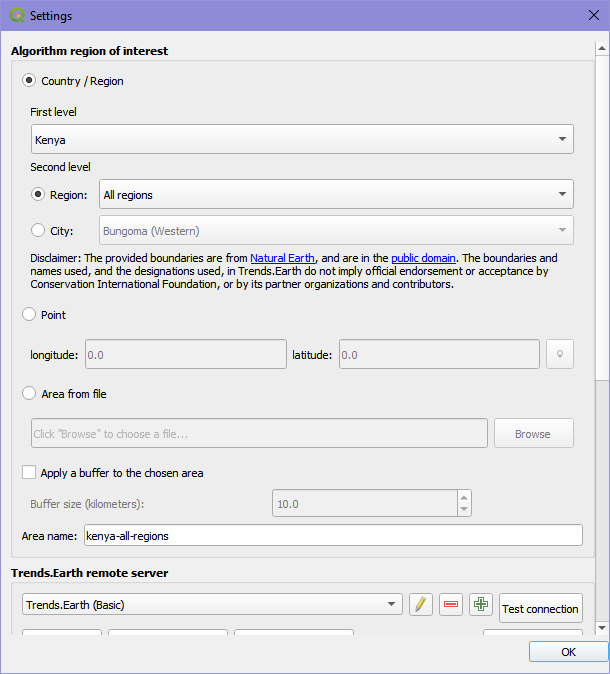 Settings
Algorithm region of interest
Country / Region
First level
Kenya
Second level
Region: All regions
City: Bungoma (Western)
Disclaimer: The provided boundaries are from Natural Earth, and are in the public domain. The boundaries and
names used, and the designations used, in Trends.Earth do not imply official endorsement or acceptance by
Conservation International Foundation, or by its partner organizations and contributors.
Point
longitude: 0.0 latitude: 0.0
Area from file
Click "Browse" to choose a file... Browse
Apply a buffer to the chosen area
Buffer size (kilometers): 10.0
Area name: kenya-all-regions
Trends.Earth remote server
Trends.Earth (Basic) Test connection
OK